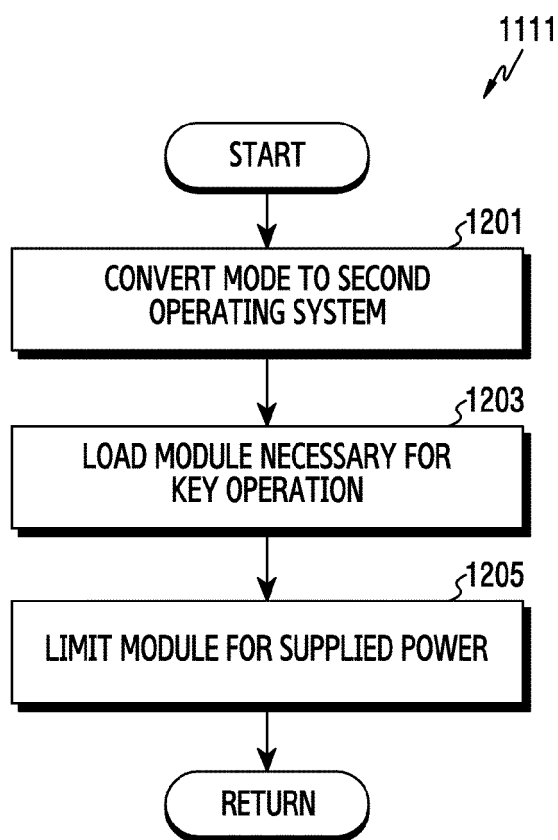 1111
START
1201
CONVERT MODE TO SECOND
OPERATING SYSTEM
1203
LOAD MODULE NECESSARY FOR
KEY OPERATION
1205
LIMIT MODULE FOR SUPPLIED POWER
RETURN